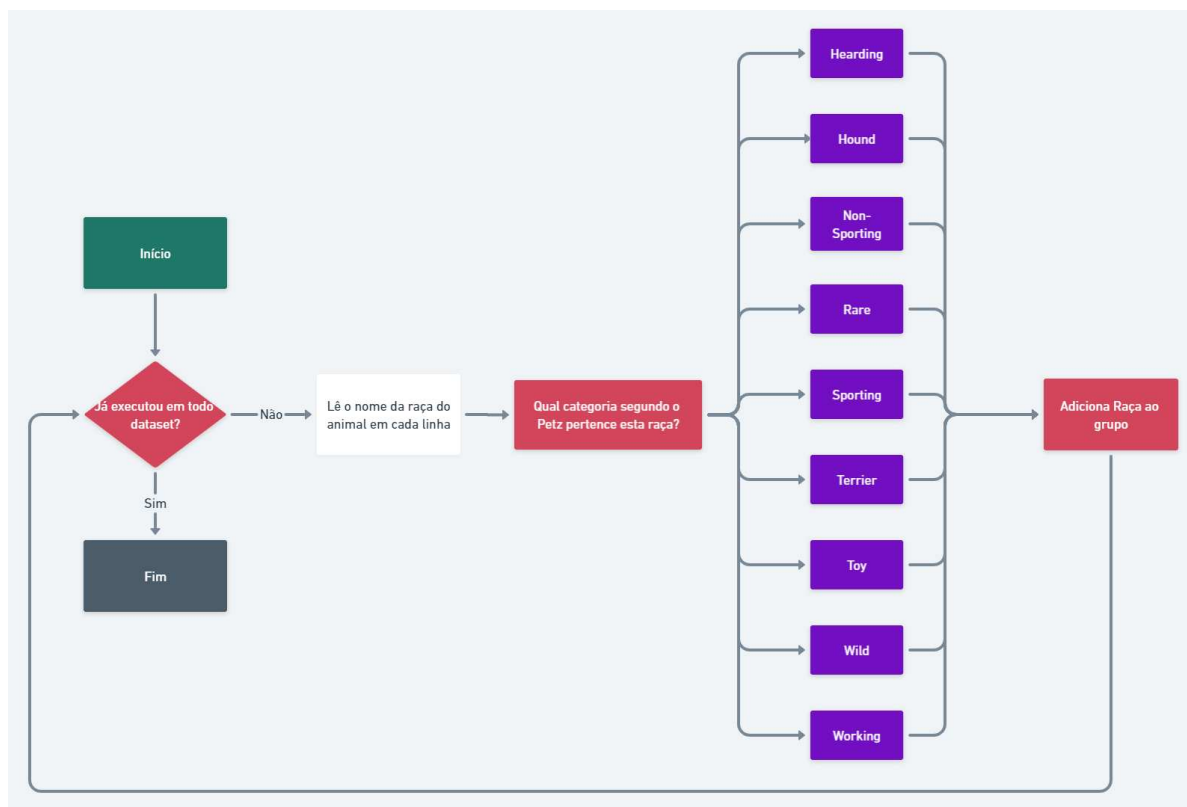 Início
Já executou em todo
dataset?
Não
Sim
Fim
Lê o nome da raça do
animal em cada linha
Qual categoria segundo o
Petz pertence esta raça?
Hearding
Hound
Non-
Sporting
Rare
Sporting
Terrier
Toy
Wild
Working
Adiciona Raça ao
grupo